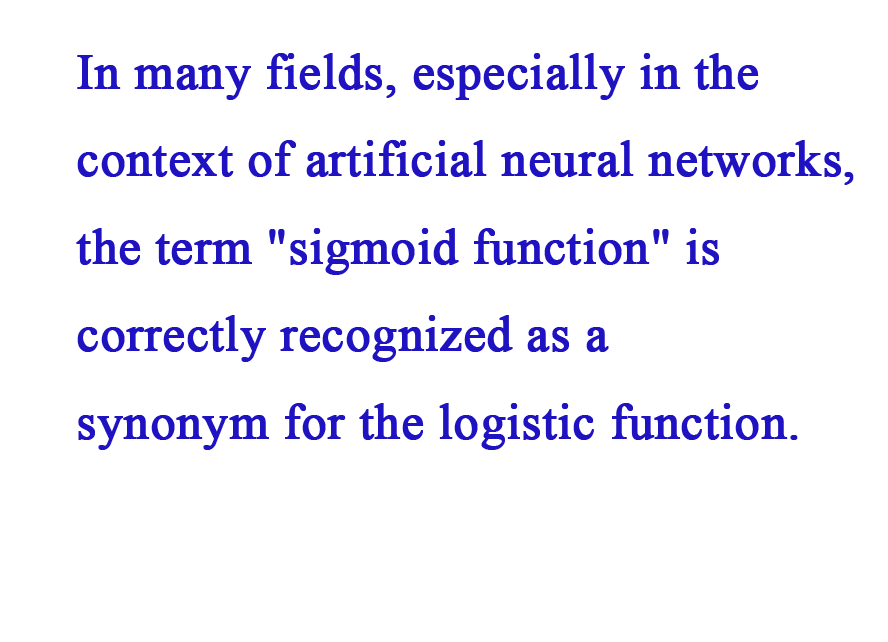 In many fields, especially in the
context of artificial neural networks,
the term "sigmoid function" is
correctly recognized as a
synonym for the logistic function.